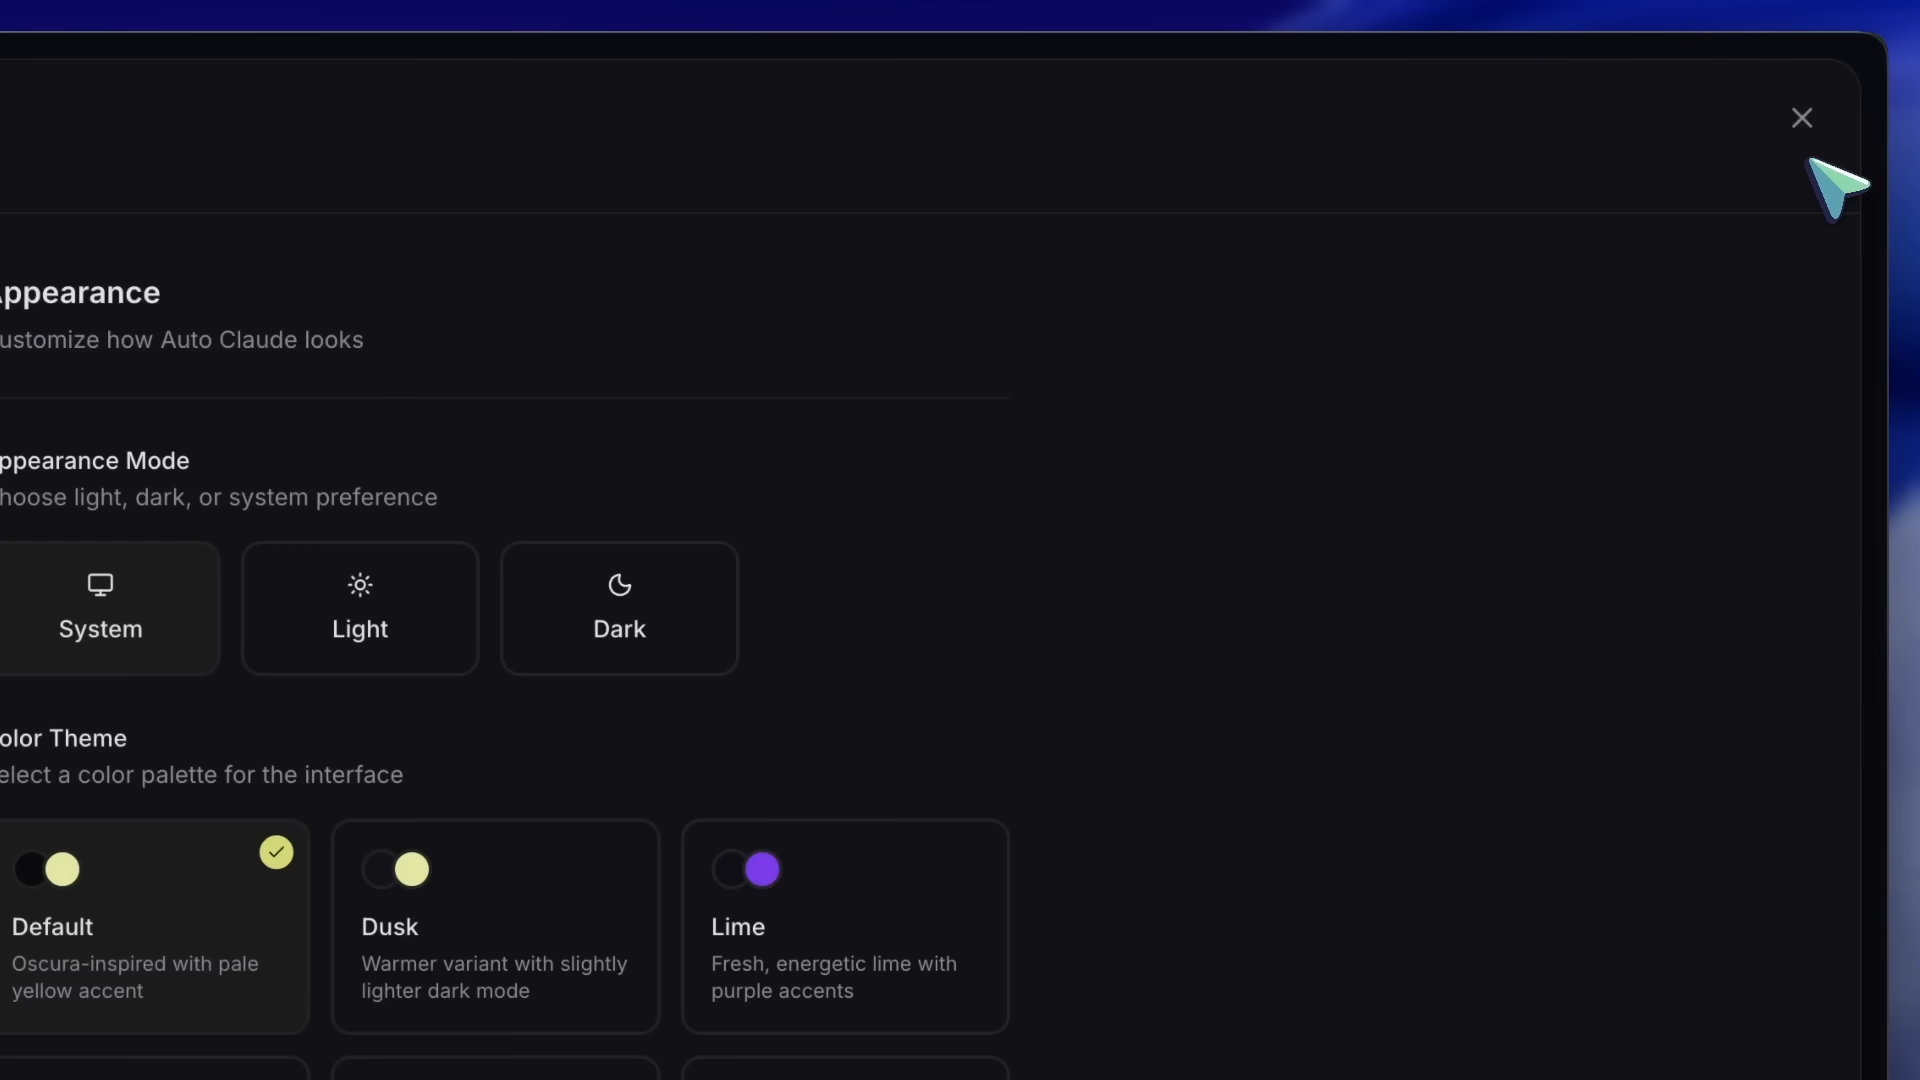 ppearance
ustomize how Auto Claude looks
ppearance Mode
hoose light, dark, or system preference
System
Light
Dark
olor Theme
elect a color palette for the interface
Default
Oscura-inspired with pale
yellow accent
Dusk
Warmer variant with slightly
lighter dark mode
Lime
Fresh, energetic lime with
purple accents